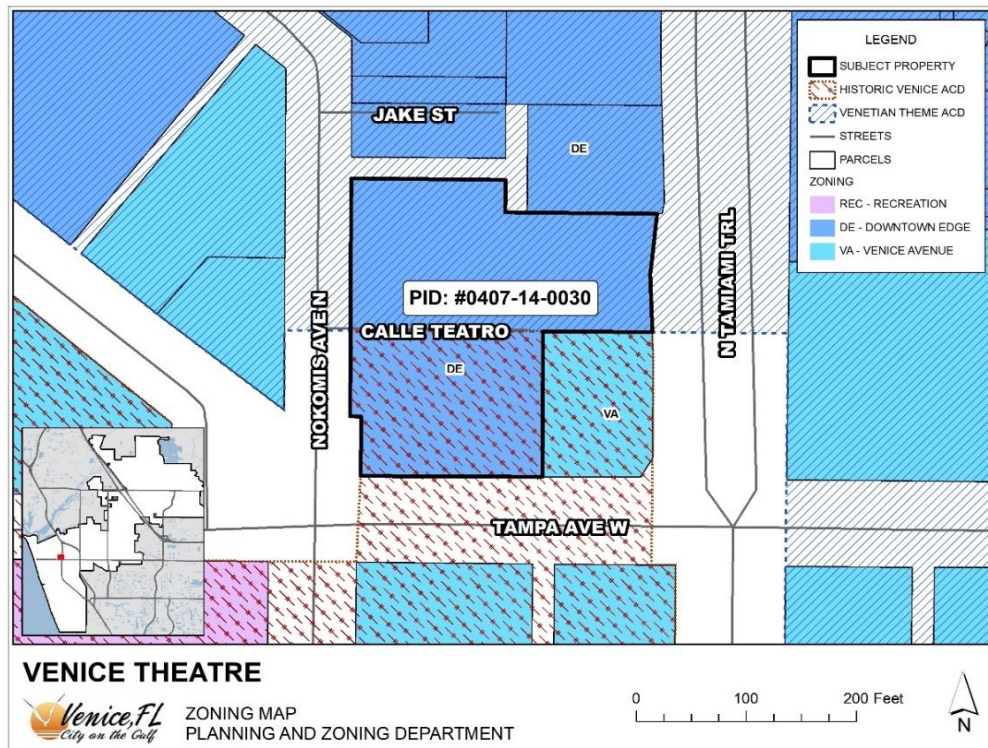 LEGEND
SUBJECT PROPERTY
HISTORIC VENICE ACD
VENETIAN THEME ACD
STREETS
PARCELS
ZONING
REC - RECREATION
DE - DOWNTOWN EDGE
VA - VENICE AVENUE
JAKE ST
DE
PID: #0407-14-0030
CALLE TEATRO
DE
VA
NOKOMIS AVE N
N TAMIAMI TRL
TAMPA AVE W
VENICE THEATRE
Venice, FL
City on the Gulf
ZONING MAP
PLANNING AND ZONING DEPARTMENT
0 100 200 Feet
N